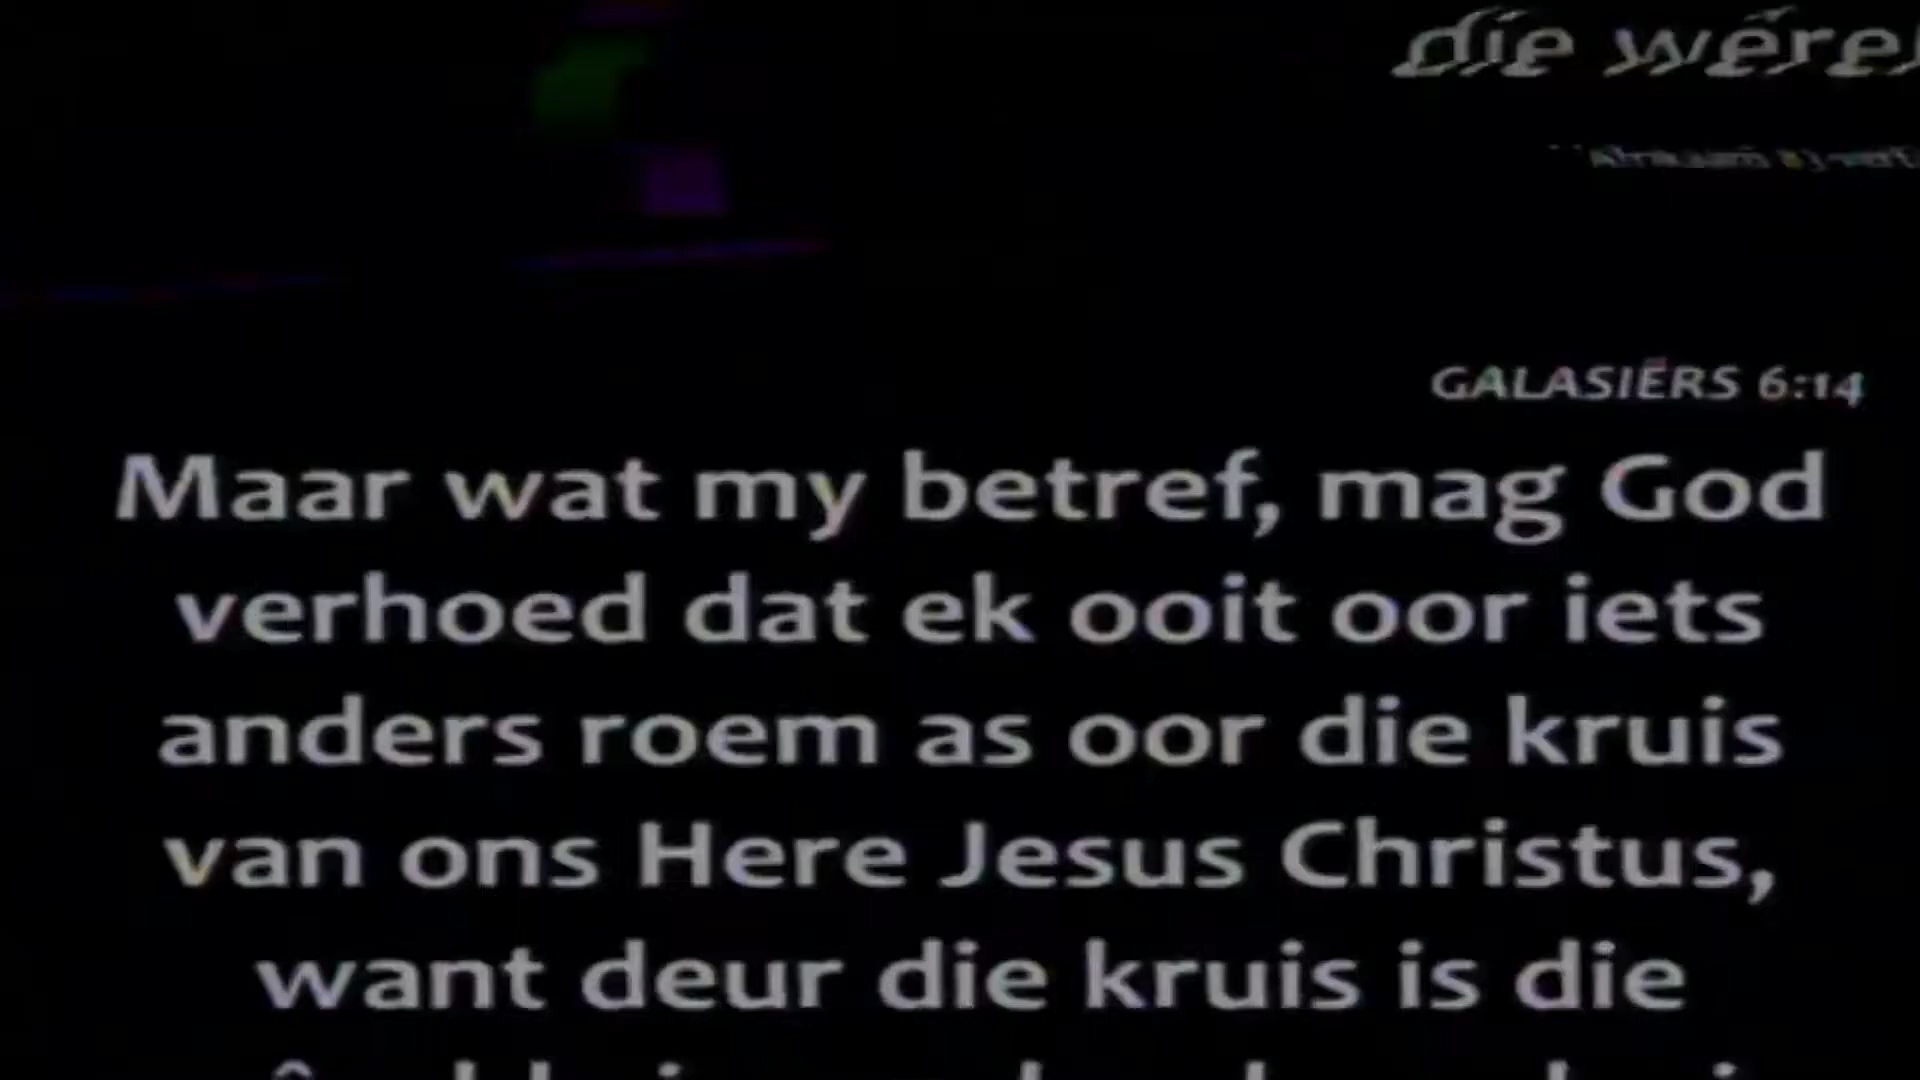 die wêrel
GALASIËRS 6:14
Maar wat my betref, mag God
verhoed dat ek ooit oor iets
anders roem as oor die kruis
van ons Here Jesus Christus,
want deur die kruis is die